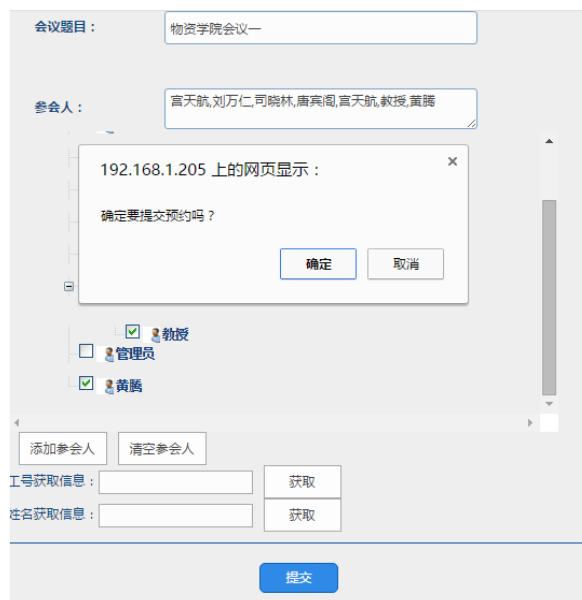 会议题目：
物资学院会议一
参会人：
宫天航,刘万仁,司晓林,唐宾阁,宫天航,教授,黄腾
192.168.1.205 上的网页显示：
×
确定要提交预约吗？
确定
取消
教授
管理员
黄腾
添加参会人
清空参会人
工号获取信息：
获取
姓名获取信息：
获取
提交